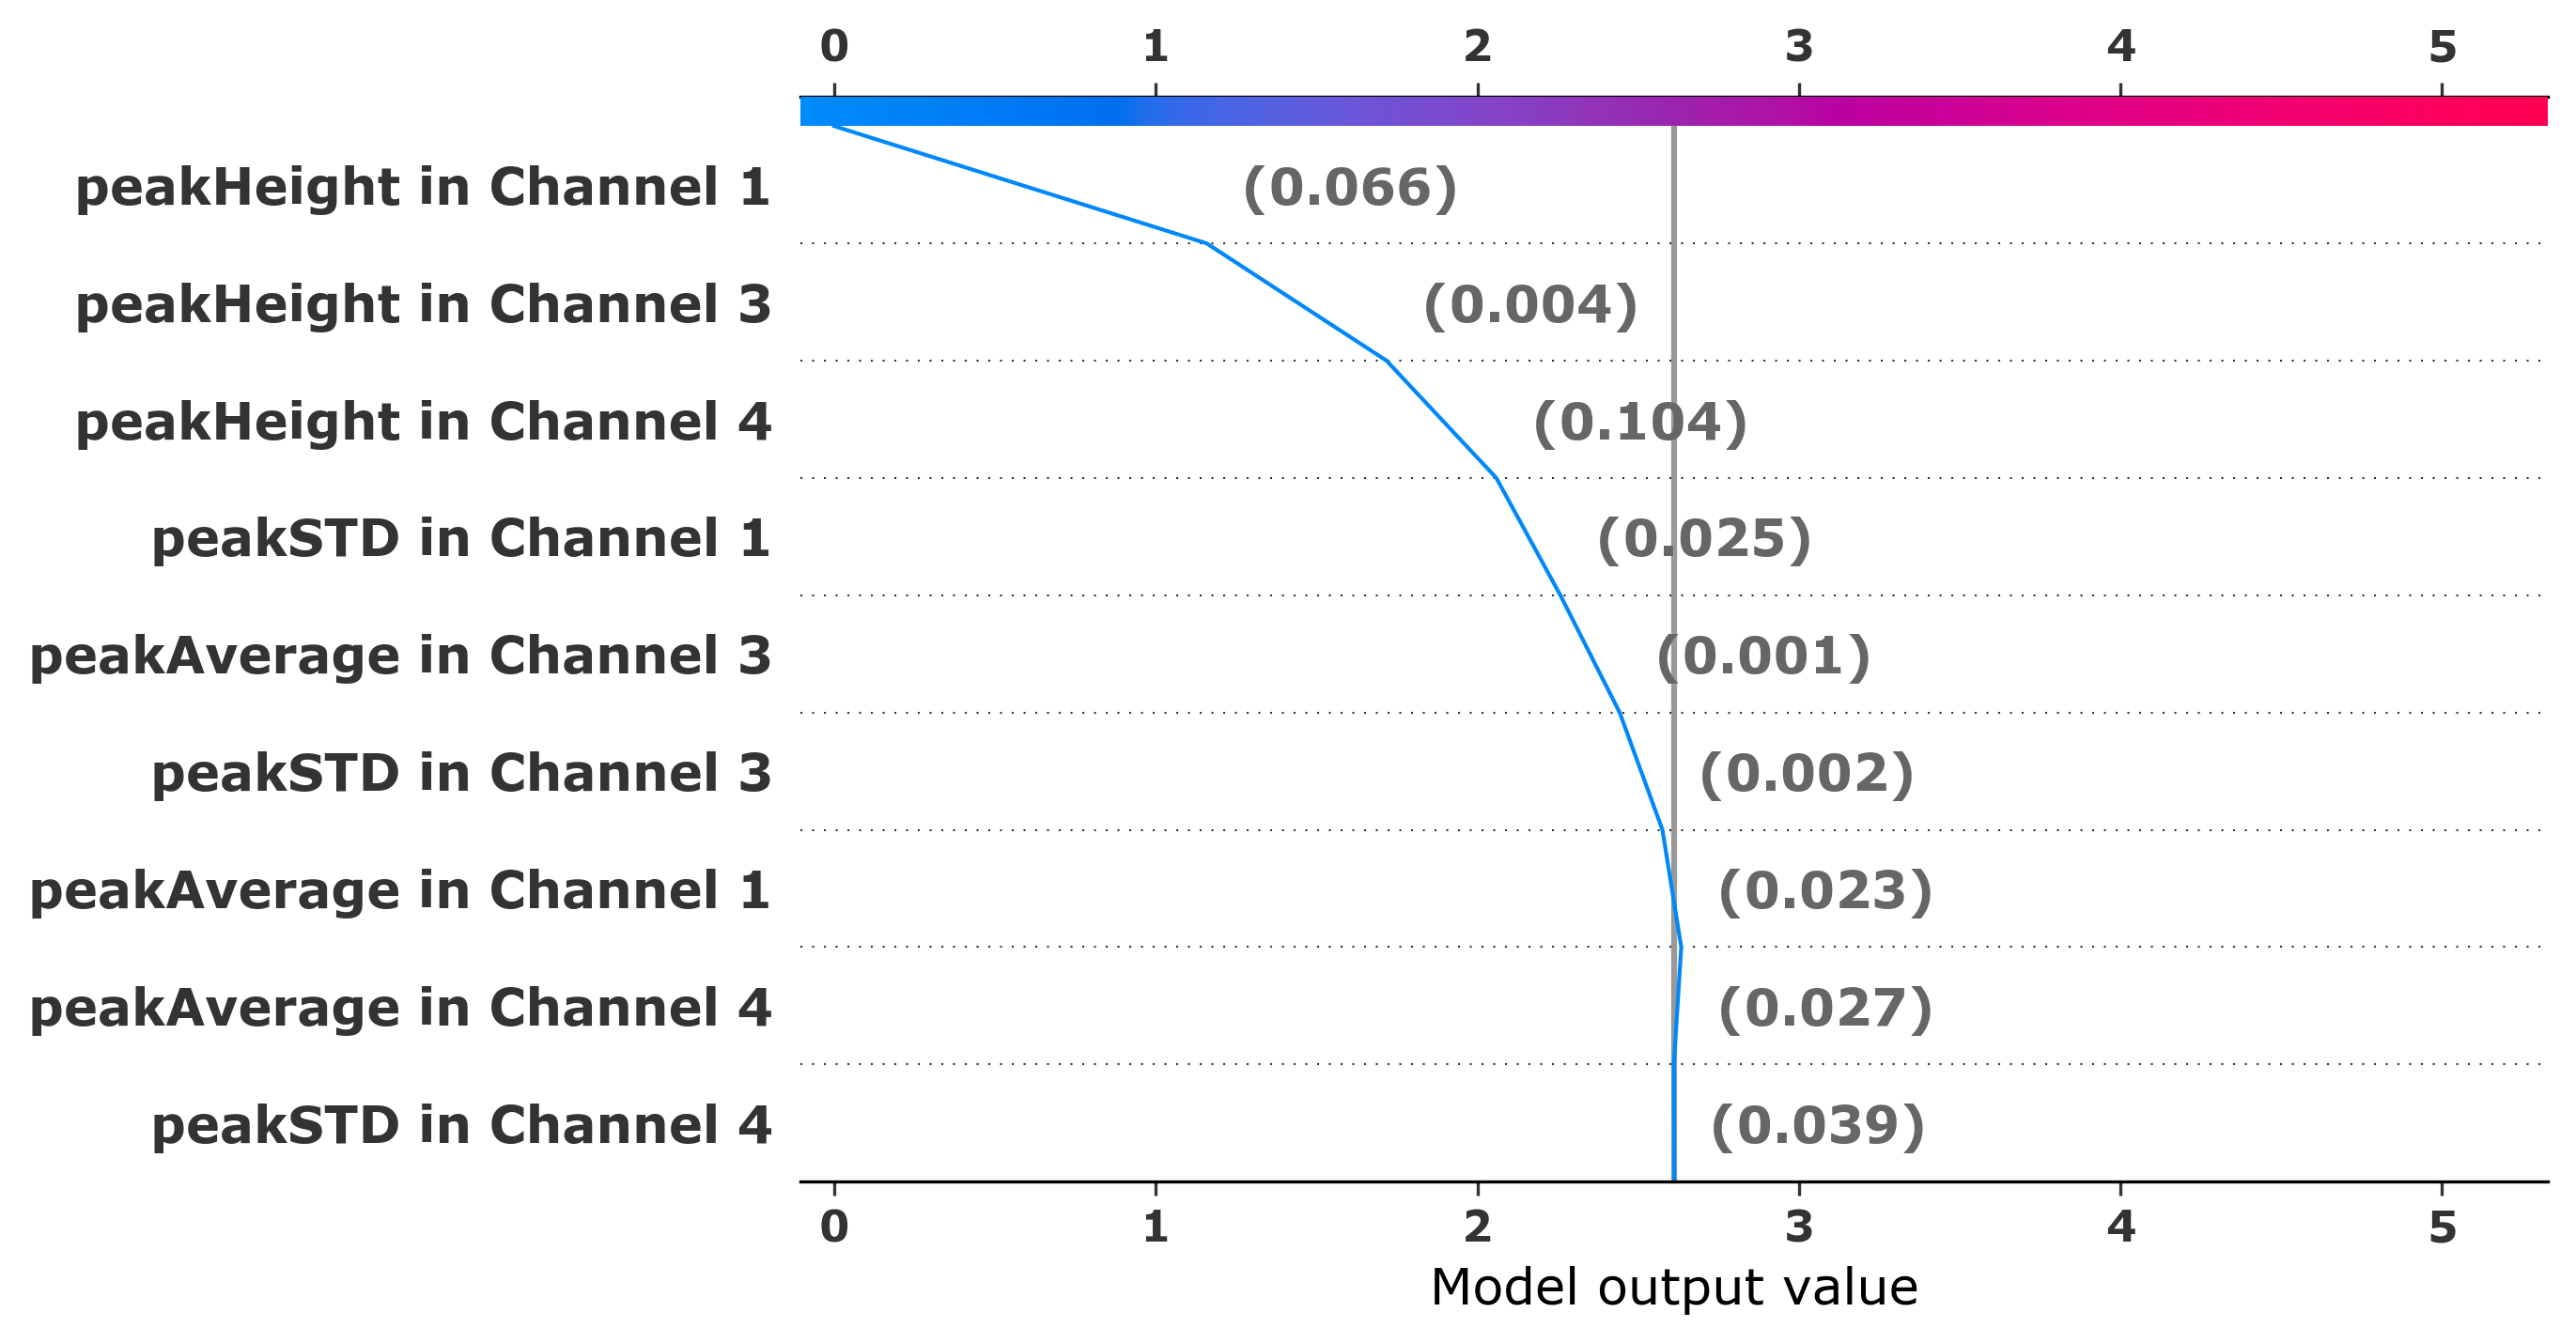 0 1 2 3 4 5
peakHeight in Channel 1 (0.066)
peakHeight in Channel 3 (0.004)
peakHeight in Channel 4 (0.104)
peakSTD in Channel 1 (0.025)
peakAverage in Channel 3 (0.001)
peakSTD in Channel 3 (0.002)
peakAverage in Channel 1 (0.023)
peakAverage in Channel 4 (0.027)
peakSTD in Channel 4 (0.039)
0 1 2 3 4 5
Model output value